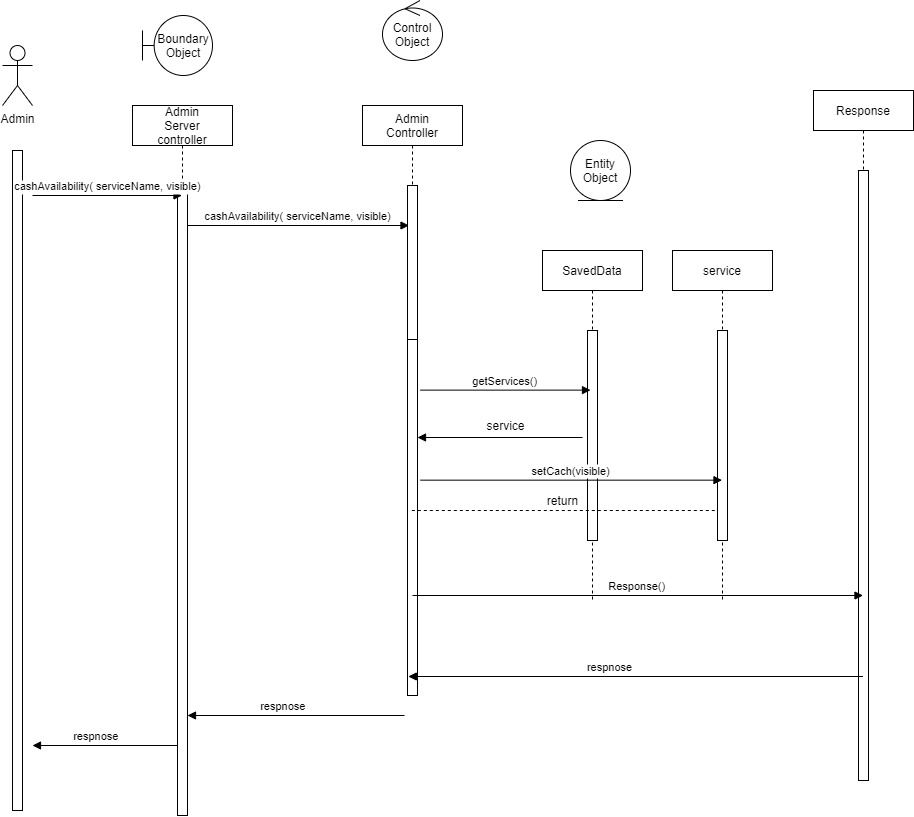 Boundary
Object
Control
Object
Admin
Admin
Server
controller
Admin
Controller
Response
Entity
Object
cashAvailability( serviceName, visible)
cashAvailability( serviceName, visible)
SavedData
service
getServices()
service
setCach(visible)
return
Response()
respnose
respnose
respnose